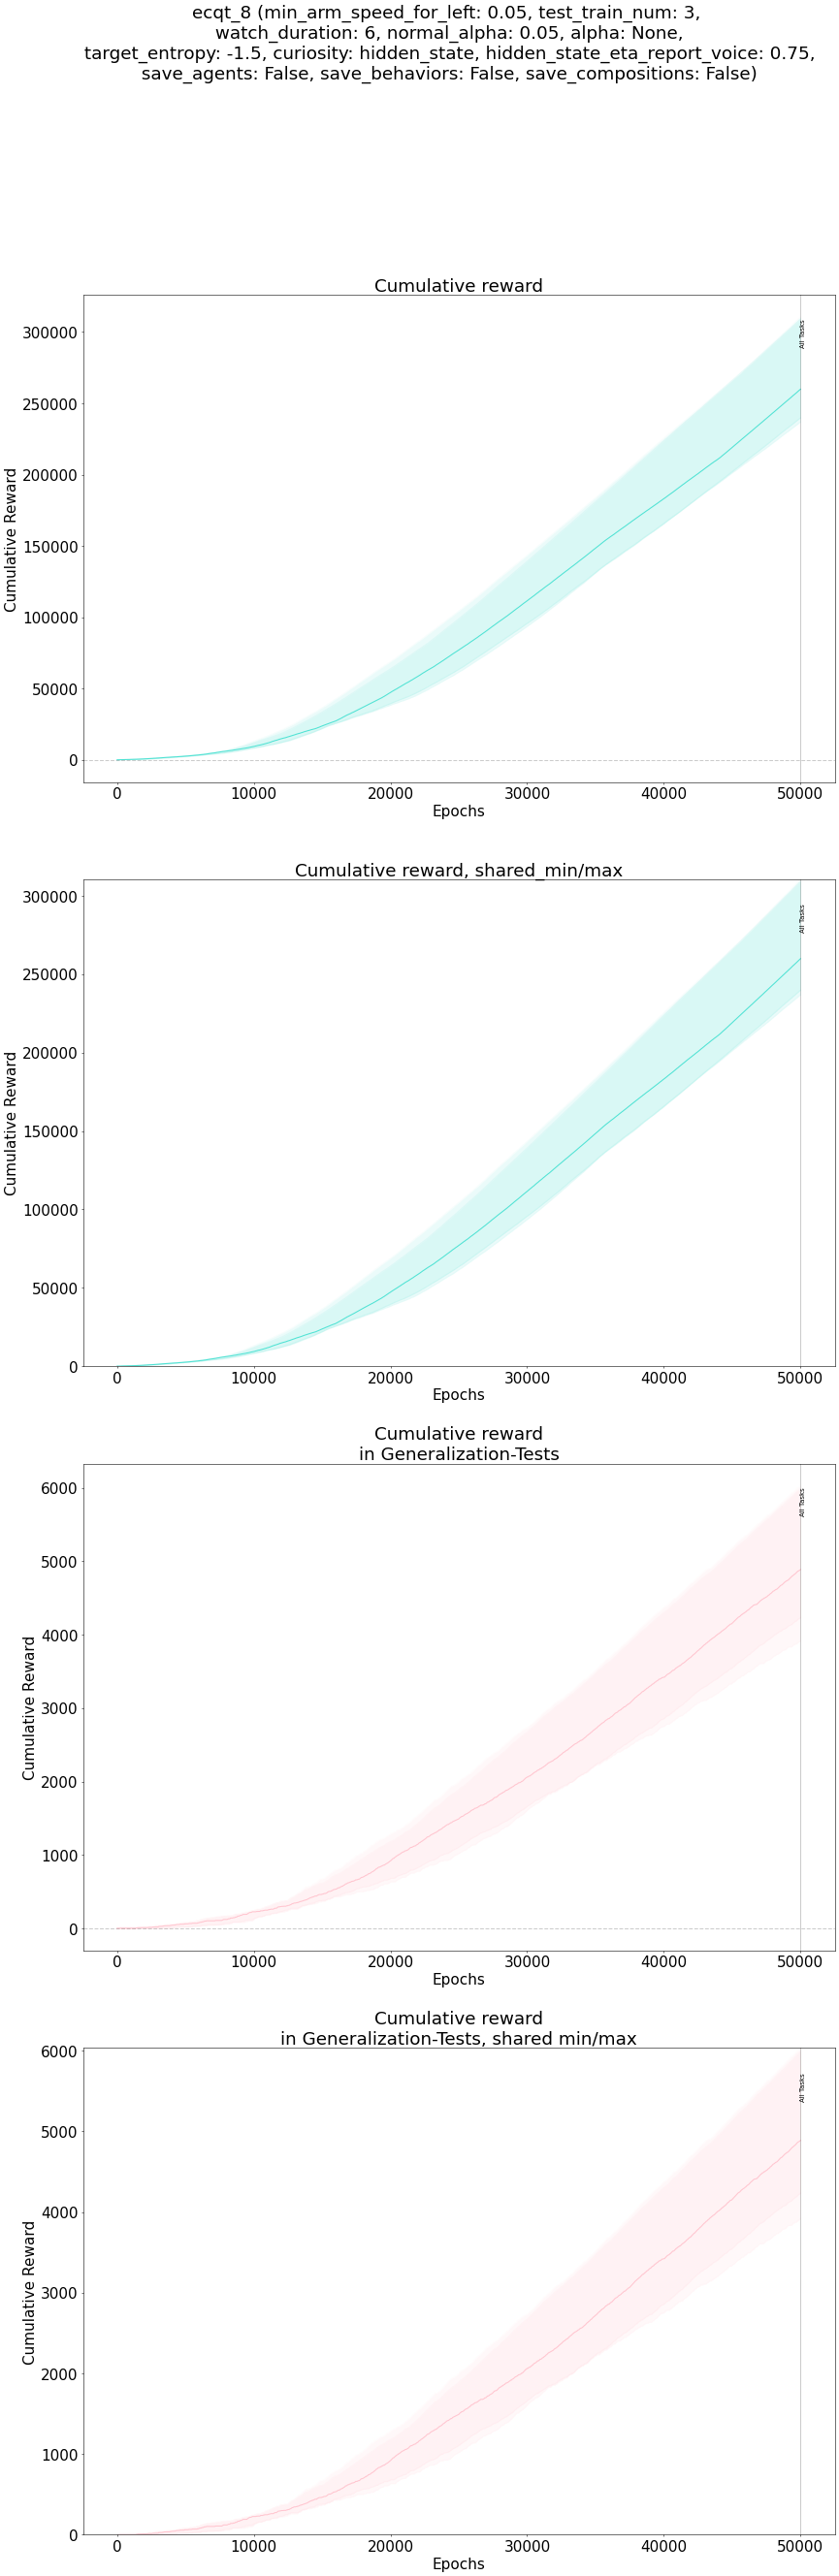 ecqt_8 (min_arm_speed_for_left: 0.05, test_train_num: 3,
watch_duration: 6, normal_alpha: 0.05, alpha: None,
target_entropy: -1.5, curiosity: hidden_state, hidden_state_eta_report_voice: 0.75,
save_agents: False, save_behaviors: False, save_compositions: False)
Cumulative reward
300000
250000
200000
150000
100000
50000
0
Cumulative Reward
All Tasks
0 10000 20000 30000 40000 50000
Epochs
Cumulative reward, shared_min/max
300000
250000
200000
150000
100000
50000
0
Cumulative Reward
All Tasks
0 10000 20000 30000 40000 50000
Epochs
Cumulative reward
in Generalization-Tests
6000
5000
4000
3000
2000
1000
0
Cumulative Reward
All Tasks
0 10000 20000 30000 40000 50000
Epochs
Cumulative reward
in Generalization-Tests, shared min/max
6000
5000
4000
3000
2000
1000
0
Cumulative Reward
All Tasks
0 10000 20000 30000 40000 50000
Epochs